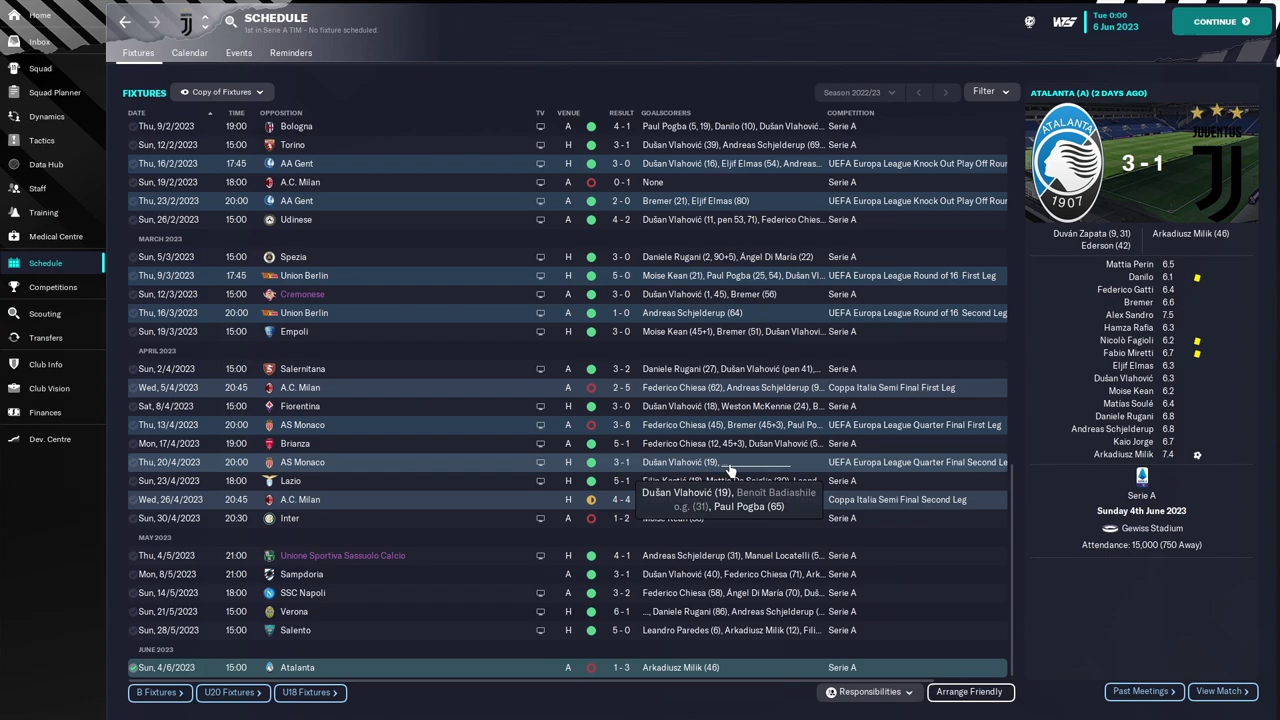 Home
Inbox
Squad
Squad Planner
Dynamics
Tactics
Data Hub
Staff
Training
Medical Centre
Schedule
Competitions
Scouting
Transfers
Club Info
Club Vision
Finances
Dev. Centre
SCHEDULE
1st in Serie A TIM - No fixture scheduled.
Tue 0:00
6 Jun 2023
CONTINUE
Fixtures Calendar Events Reminders
FIXTURES Copy of Fixtures Season 2022/23 Filter
DATE TIME OPPOSITION TV VENUE RESULT GOALSCORERS COMPETITION
Thu, 9/2/2023 19:00 Bologna A 4 - 1 Paul Pogba (5, 19), Danilo (10), Dušan Vlahović... Serie A
Sun, 12/2/2023 15:00 Torino A 3 - 1 Dušan Vlahović (39), Andreas Schjelderup (69... Serie A
Thu, 16/2/2023 17:45 AA Gent A 3 - 0 Dušan Vlahović (16), Eljif Elmas (54), Andreas... UEFA Europa League Knock Out Play Off Roun
Sun, 19/2/2023 18:00 A.C. Milan A 0 - 1 None Serie A
Thu, 23/2/2023 20:00 AA Gent A 2 - 0 Bremer (21), Eljif Elmas (80) UEFA Europa League Knock Out Play Off Roun
Sun, 26/2/2023 15:00 Udinese A 4 - 2 Dušan Vlahović (11, pen 53, 71), Federico Chies... Serie A
MARCH 2023
Sun, 5/3/2023 15:00 Spezia A 3 - 0 Daniele Rugani (2, 90+5), Ángel Di María (22) Serie A
Thu, 9/3/2023 17:45 Union Berlin H 5 - 0 Moise Kean (21), Paul Pogba (25, 54), Dušan Vl... UEFA Europa League Round of 16 First Leg
Sun, 12/3/2023 15:00 Cremonese H 3 - 0 Dušan Vlahović (1, 45), Bremer (56) Serie A
Thu, 16/3/2023 20:00 Union Berlin A 1 - 0 Andreas Schjelderup (64) UEFA Europa League Round of 16 Second Leg
Sun, 19/3/2023 15:00 Empoli H 3 - 0 Moise Kean (45+1), Bremer (51), Dušan Vlahovi... Serie A
APRIL 2023
Sun, 2/4/2023 15:00 Salernitana A 3 - 2 Daniele Rugani (27), Dušan Vlahović (pen 41),... Serie A
Wed, 5/4/2023 20:45 A.C. Milan A 2 - 5 Federico Chiesa (62), Andreas Schjelderup (9... Coppa Italia Semi Final First Leg
Sat, 8/4/2023 15:00 Fiorentina H 3 - 0 Dušan Vlahović (18), Weston McKennie (24), B... Serie A
Thu, 13/4/2023 20:00 AS Monaco A 3 - 6 Federico Chiesa (45), Bremer (45+3), Paul Po... UEFA Europa League Quarter Final First Leg
Mon, 17/4/2023 19:00 Brianza A 5 - 1 Federico Chiesa (12, 45+3), Dušan Vlahović (5... Serie A
Thu, 20/4/2023 20:00 AS Monaco H 3 - 1 Dušan Vlahović (19), UEFA Europa League Quarter Final Second Le
Sun, 23/4/2023 18:00 Lazio H 5 - 1 Serie A
Wed, 26/4/2023 20:45 A.C. Milan H 4 - 4 Coppa Italia Semi Final Second Leg
Dušan Vlahović (19), Benoît Badiashile
o.g. (31), Paul Pogba (65)
Sun, 30/4/2023 20:30 Inter A 1 - 2 Serie A
MAY 2023
Thu, 4/5/2023 21:00 Unione Sportiva Sassuolo Calcio H 4 - 1 Andreas Schjelderup (31), Manuel Locatelli (5... Serie A
Mon, 8/5/2023 21:00 Sampdoria A 3 - 1 Dušan Vlahović (40), Federico Chiesa (71), Ark... Serie A
Sun, 14/5/2023 18:00 SSC Napoli A 3 - 2 Federico Chiesa (58), Ángel Di María (70), Duš... Serie A
Sun, 21/5/2023 15:00 Verona H 6 - 1 ..., Daniele Rugani (86), Andreas Schjelderup (... Serie A
Sun, 28/5/2023 15:00 Salento H 5 - 0 Leandro Paredes (6), Arkadiusz Milik (12), Fili... Serie A
JUNE 2023
Sun, 4/6/2023 15:00 Atalanta A 1 - 3 Arkadiusz Milik (46) Serie A
B Fixtures U20 Fixtures U18 Fixtures Responsibilities Arrange Friendly
ATALANTA (A) (2 DAYS AGO)
ATALANTA
1907
3 - 1
JUVENTUS
Duván Zapata (9, 31) Arkadiusz Milik (46)
Ederson (42)
Mattia Perin 6.5
Danilo 6.1
Federico Gatti 6.4
Bremer 6.6
Alex Sandro 7.5
Hamza Rafia 6.3
Nicolò Fagioli 6.2
Fabio Miretti 6.7
Eljif Elmas 6.3
Dušan Vlahović 6.3
Moise Kean 6.2
Matías Soulé 6.4
Daniele Rugani 6.8
Andreas Schjelderup 6.8
Kaio Jorge 6.7
Arkadiusz Milik 7.4
Serie A
Sunday 4th June 2023
Gewiss Stadium
Attendance: 15,000 (750 Away)
Past Meetings View Match